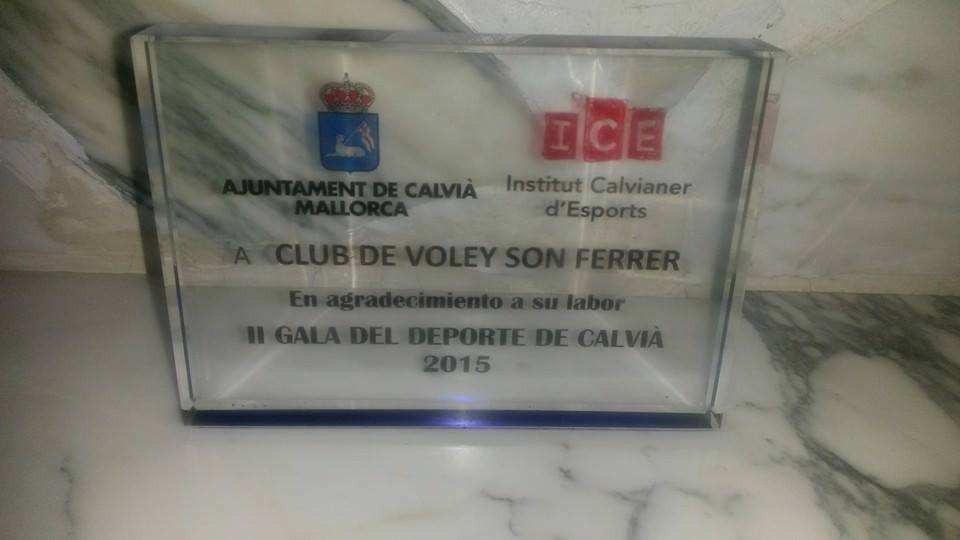 AJUNTAMENT DE CALVIÀ
MALLORCA
ICE
Institut Calvianer
d'Esports
A CLUB DE VOLEY SON FERRER
En agradecimiento a su labor
II GALA DEL DEPORTE DE CALVIÀ
2015